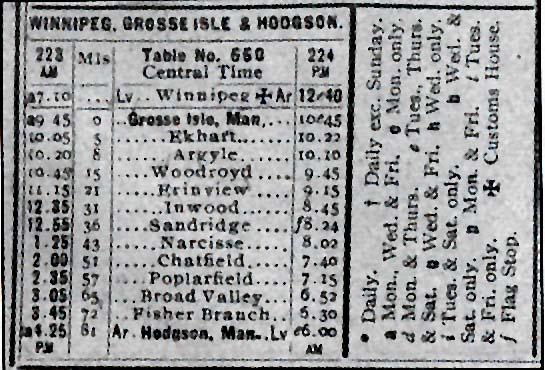 WINNIPEG, GROSSE ISLE & HODGSON.
223 AM Mls Table No. 660 Central Time 224 PM
a7.10 .... Lv.. Winnipeg ✠ Ar 12.40
a9 45 0 Grosse Isle, Man. 10.45
10.05 5 Ekhart 10.22
10.20 8 Argyle 10.10
10.45 15 Woodroyd 9.45
11.15 21 Erinview 9.15
12.35 31 Inwood 8.45
12.55 36 Sandridge f8.24
1.25 43 Narcisse 8.02
2.00 51 Chatfield 7.40
2.35 57 Poplarfield 7.15
3.05 65 Broad Valley 6.52
3.45 72 Fisher Branch 6.30
4.25 81 Ar. Hodgson, Man..Lv 6.00
PM AM
Daily. † Daily exc. Sunday.
a Mon., Wed. & Fri. Mon. only.
d Mon. & Thurs. Tues., Thurs.
& Sat. Wed. & Fri. h Wed. only.
Tues. & Sat. only. Wed. &
Sat. only. Mon. & Fri. Tues.
& Fri. only. ✠ Customs House.
f Flag Stop.